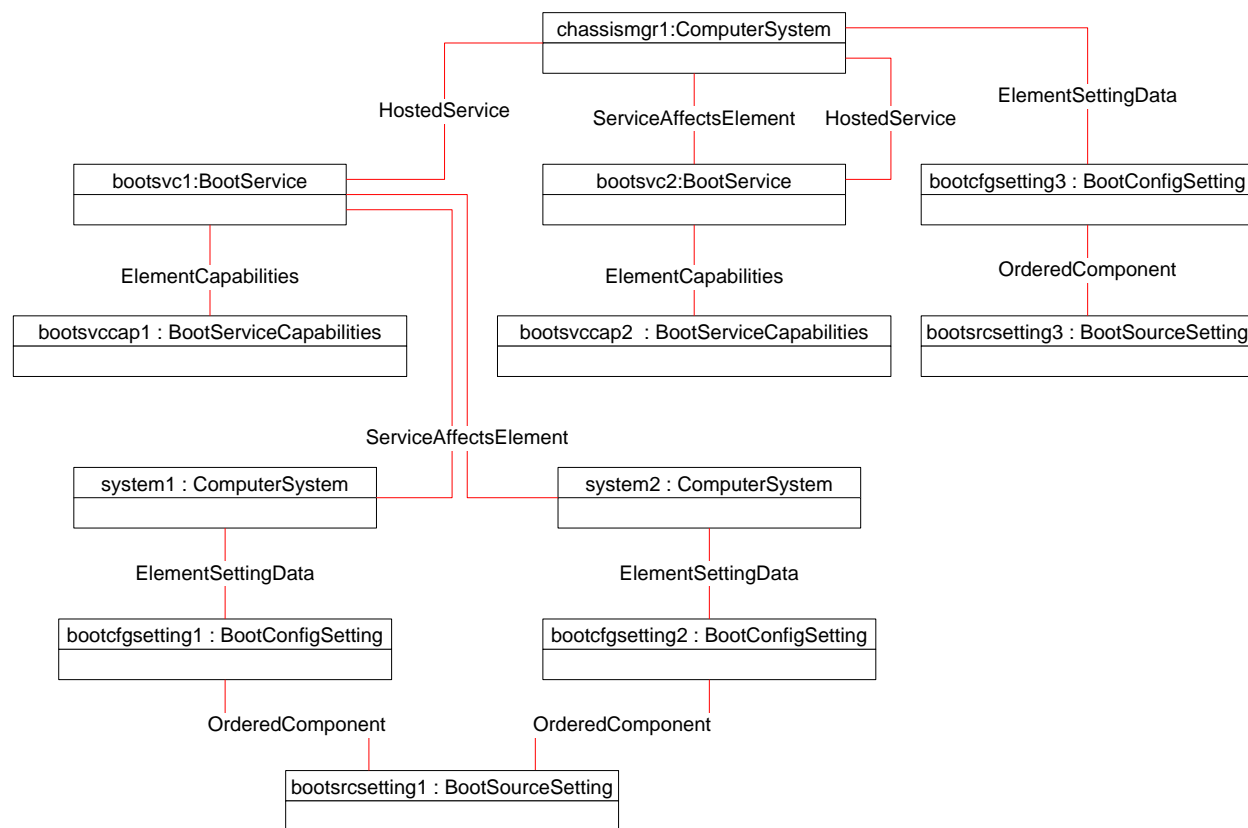 chassismgr1:ComputerSystem
HostedService
ServiceAffectsElement
HostedService
ElementSettingData
bootsvc1:BootService
bootsvc2:BootService
bootcfgsetting3 : BootConfigSetting
ElementCapabilities
ElementCapabilities
OrderedComponent
bootsvccap1 : BootServiceCapabilities
bootsvccap2 : BootServiceCapabilities
bootsrcsetting3 : BootSourceSetting
ServiceAffectsElement
system1 : ComputerSystem
system2 : ComputerSystem
ElementSettingData
ElementSettingData
bootcfgsetting1 : BootConfigSetting
bootcfgsetting2 : BootConfigSetting
OrderedComponent
OrderedComponent
bootsrcsetting1 : BootSourceSetting